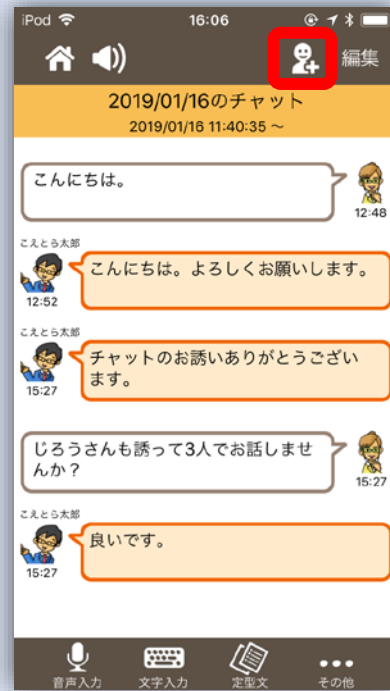 iPod 16:06
編集
2019/01/16のチャット
2019/01/16 11:40:35 ～
こんにちは。
12:48
こえとら太郎
こんにちは。よろしくお願いします。
12:52
こえとら太郎
チャットのお誘いありがとうござい
ます。
15:27
じろうさんも誘って3人でお話しませ
んか？
15:27
こえとら太郎
良いです。
15:27
音声入力 文字入力 定型文 その他